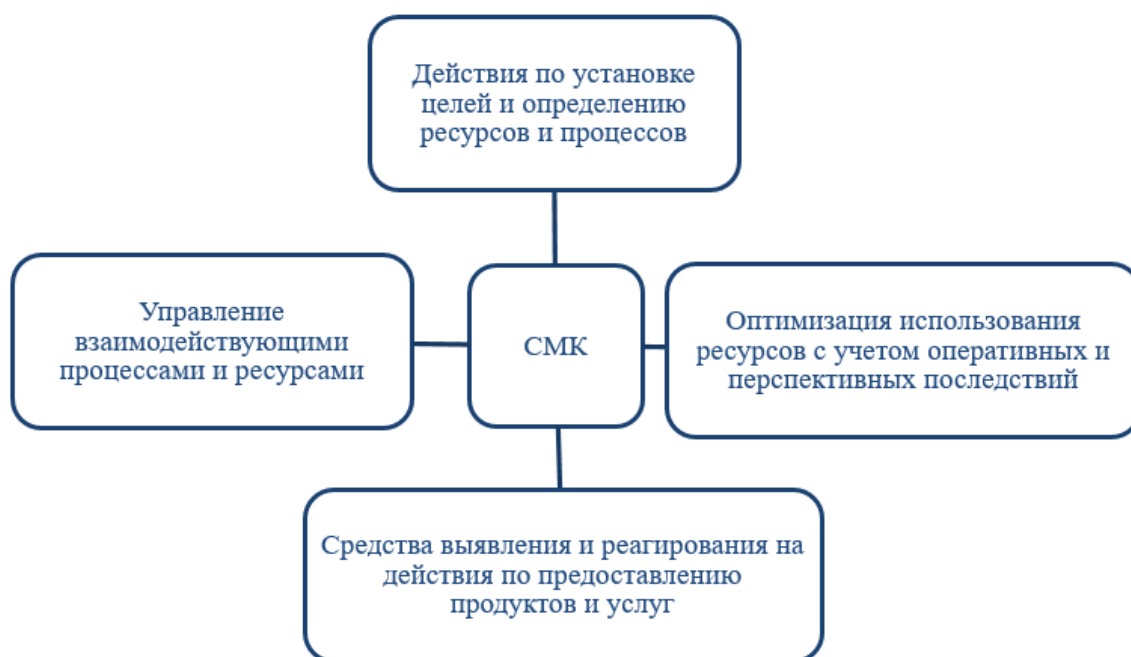 Действия по установке
целей и определению
ресурсов и процессов
Управление
взаимодействующими
процессами и ресурсами
СМК
Оптимизация использования
ресурсов с учетом оперативных и
перспективных последствий
Средства выявления и реагирования на
действия по предоставлению
продуктов и услуг